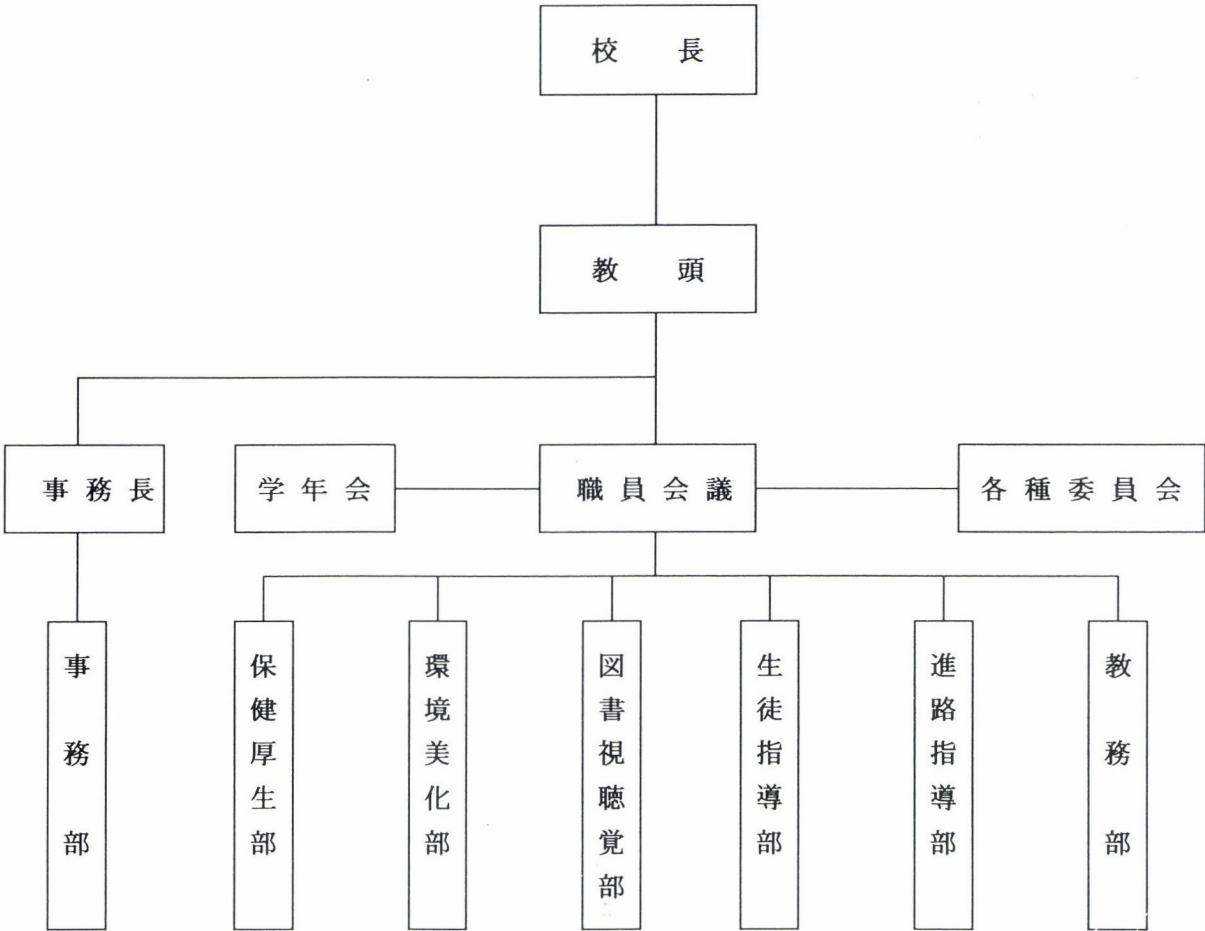 校長
教頭
事務長
学年会
職員会議
各種委員会
事務部
保健厚生部
環境美化部
図書視聴覚部
生徒指導部
進路指導部
教務部